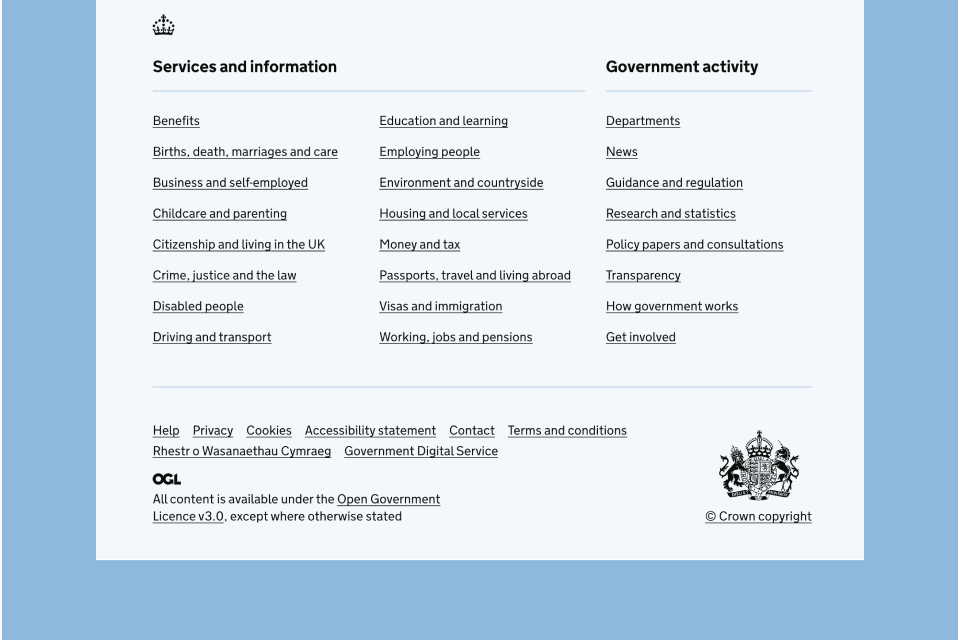 Services and information
Benefits
Births, death, marriages and care
Business and self-employed
Childcare and parenting
Citizenship and living in the UK
Crime, justice and the law
Disabled people
Driving and transport
Education and learning
Employing people
Environment and countryside
Housing and local services
Money and tax
Passports, travel and living abroad
Visas and immigration
Working, jobs and pensions
Government activity
Departments
News
Guidance and regulation
Research and statistics
Policy papers and consultations
Transparency
How government works
Get involved
Help Privacy Cookies Accessibility statement Contact Terms and conditions
Rhestr o Wasanaethau Cymraeg Government Digital Service
OGL
All content is available under the Open Government
Licence v3.0, except where otherwise stated
© Crown copyright